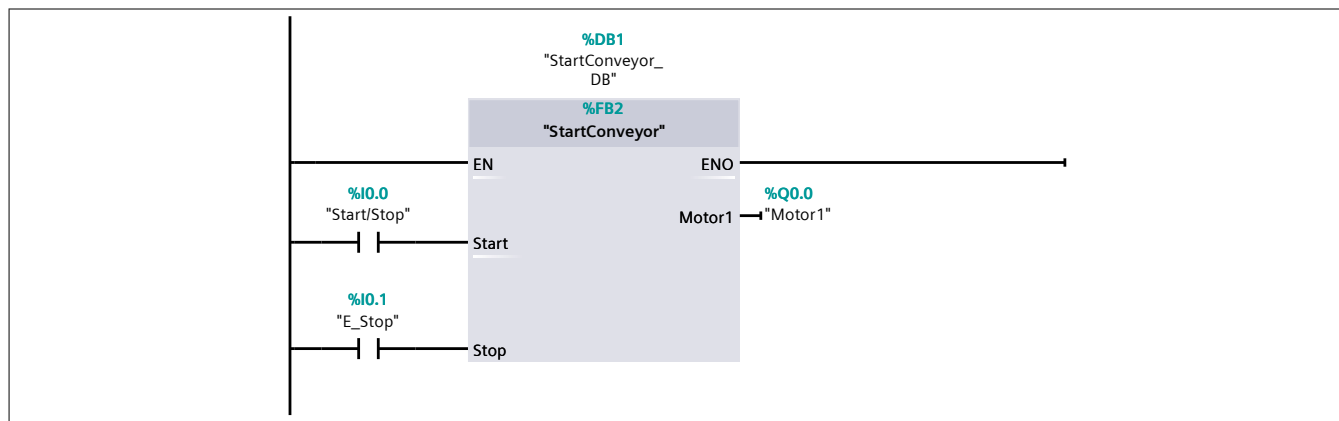 %DB1
"StartConveyor_
DB"
%FB2
"StartConveyor"
EN
ENO
%I0.0
"Start/Stop"
%Q0.0
Motor1
"Motor1"
Start
%I0.1
"E_Stop"
Stop